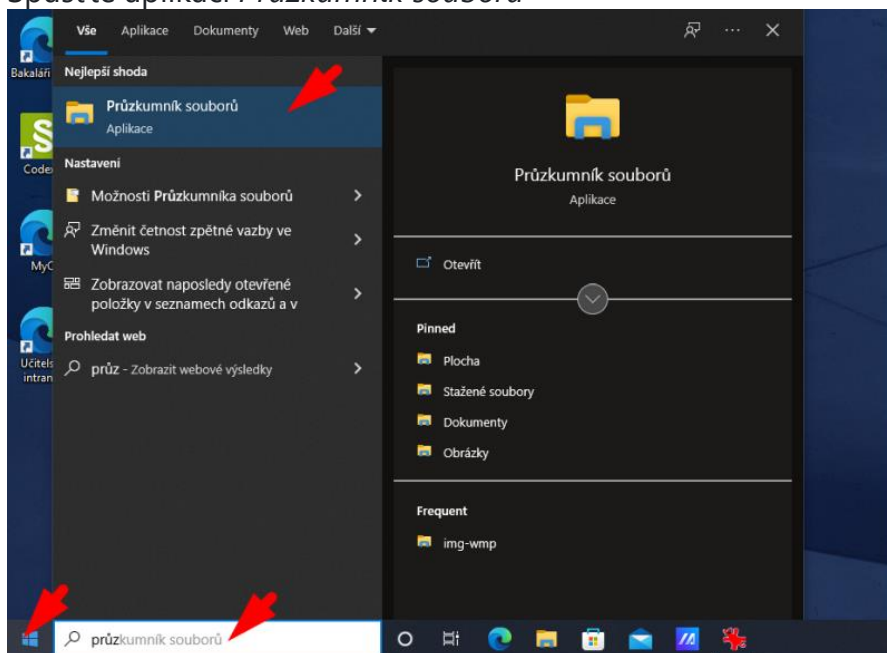 Spusťte aplikaci Průzkumník souborů
Vše Aplikace Dokumenty Web Další
Bakaláři
Nejlepší shoda
Průzkumník souborů
Aplikace
Code
Nastavení
Možnosti Průzkumníka souborů
Změnit četnost zpětné vazby ve
Windows
MyC
Zobrazovat naposledy otevřené
položky v seznamech odkazů a v
Prohledat web
Učitels
intran
průz - Zobrazit webové výsledky
Průzkumník souborů
Aplikace
Otevřít
Pinned
Plocha
Stažené soubory
Dokumenty
Obrázky
Frequent
img-wmp
průzkumník souborů